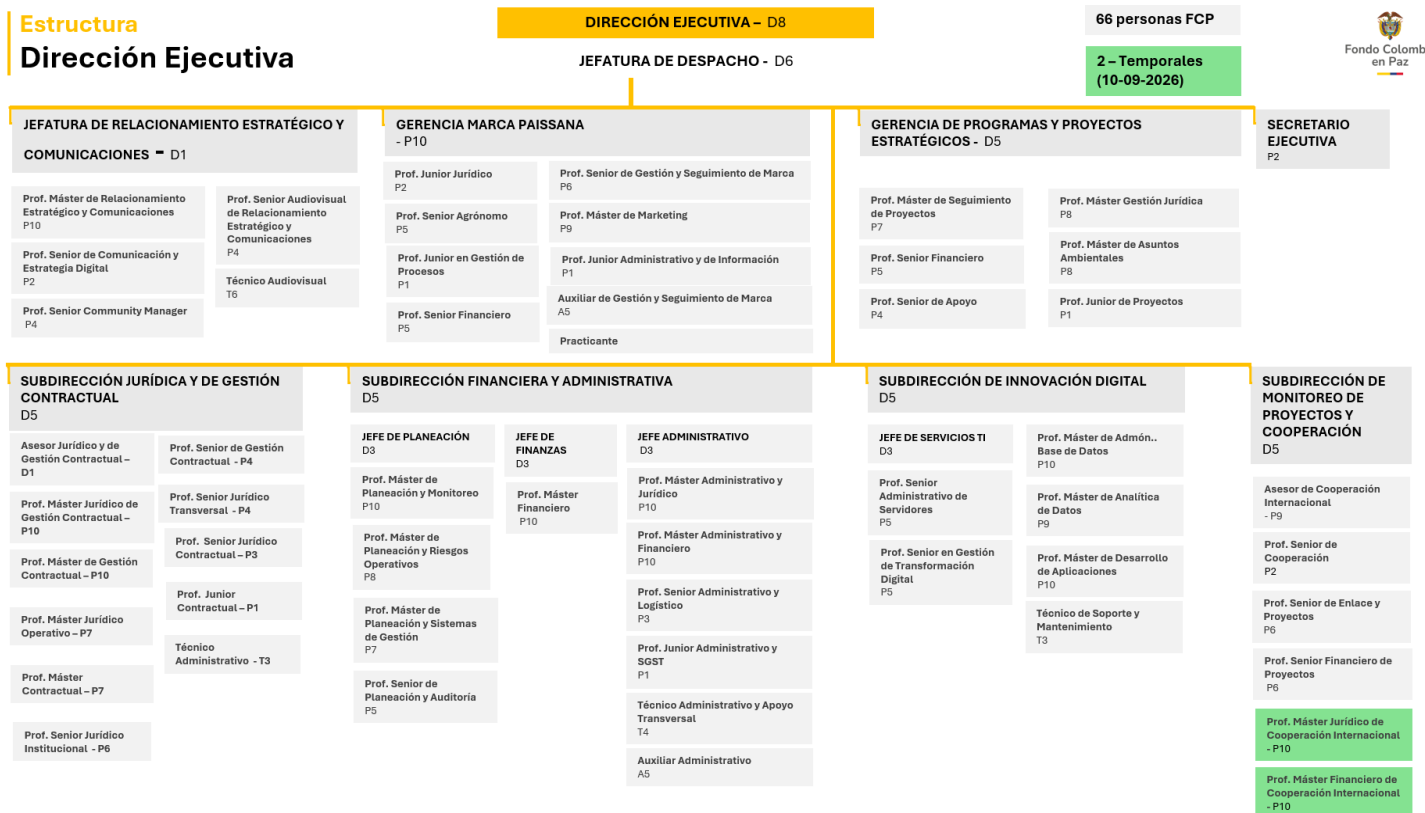 Estructura
Dirección Ejecutiva
DIRECCIÓN EJECUTIVA – D8
JEFATURA DE DESPACHO - D6
66 personas FCP
2 – Temporales
(10-09-2026)
Fondo Colomb
en Paz
JEFATURA DE RELACIONAMIENTO ESTRATÉGICO Y
COMUNICACIONES – D1
Prof. Máster de Relacionamiento
Estratégico y Comunicaciones
P10
Prof. Senior de Comunicación y
Estrategia Digital
P2
Prof. Senior Community Manager
P4
Prof. Senior Audiovisual
de Relacionamiento
Estratégico y
Comunicaciones
P4
Técnico Audiovisual
T6
GERENCIA MARCA PAISSANA
- P10
Prof. Junior Jurídico
P2
Prof. Senior Agrónomo
P5
Prof. Junior en Gestión de
Procesos
P1
Prof. Senior Financiero
P5
Prof. Senior de Gestión y Seguimiento de Marca
P6
Prof. Máster de Marketing
P9
Prof. Junior Administrativo y de Información
P1
Auxiliar de Gestión y Seguimiento de Marca
A5
Practicante
GERENCIA DE PROGRAMAS Y PROYECTOS
ESTRATÉGICOS - D5
Prof. Máster de Seguimiento
de Proyectos
P7
Prof. Senior Financiero
P5
Prof. Senior de Apoyo
P4
Prof. Máster Gestión Jurídica
P8
Prof. Máster de Asuntos
Ambientales
P8
Prof. Junior de Proyectos
P1
SECRETARIO
EJECUTIVA
P2
SUBDIRECCIÓN JURÍDICA Y DE GESTIÓN
CONTRACTUAL
D5
Asesor Jurídico y de
Gestión Contractual –
D1
Prof. Máster Jurídico de
Gestión Contractual –
P10
Prof. Máster de Gestión
Contractual – P10
Prof. Máster Jurídico
Operativo – P7
Prof. Máster
Contractual – P7
Prof. Senior Jurídico
Institucional - P6
Prof. Senior de Gestión
Contractual - P4
Prof. Senior Jurídico
Transversal - P4
Prof. Senior Jurídico
Contractual – P3
Prof. Junior
Contractual – P1
Técnico
Administrativo - T3
SUBDIRECCIÓN FINANCIERA Y ADMINISTRATIVA
D5
JEFE DE PLANEACIÓN
D3
Prof. Máster de
Planeación y Monitoreo
P10
Prof. Máster de
Planeación y Riesgos
Operativos
P8
Prof. Máster de
Planeación y Sistemas
de Gestión
P7
Prof. Senior de
Planeación y Auditoría
P5
JEFE DE
FINANZAS
D3
Prof. Máster
Financiero
P10
JEFE ADMINISTRATIVO
D3
Prof. Máster Administrativo y
Jurídico
P10
Prof. Máster Administrativo y
Financiero
P10
Prof. Senior Administrativo y
Logístico
P3
Prof. Junior Administrativo y
SGST
P1
Técnico Administrativo y Apoyo
Transversal
T4
Auxiliar Administrativo
A5
SUBDIRECCIÓN DE INNOVACIÓN DIGITAL
D5
JEFE DE SERVICIOS TI
D3
Prof. Senior
Administrativo de
Servidores
P5
Prof. Senior en Gestión
de Transformación
Digital
P5
Prof. Máster de Admón..
Base de Datos
P10
Prof. Máster de Analítica
de Datos
P9
Prof. Máster de Desarrollo
de Aplicaciones
P10
Técnico de Soporte y
Mantenimiento
T3
SUBDIRECCIÓN DE
MONITOREO DE
PROYECTOS Y
COOPERACIÓN
D5
Asesor de Cooperación
Internacional
- P9
Prof. Senior de
Cooperación
P2
Prof. Senior de Enlace y
Proyectos
P6
Prof. Senior Financiero de
Proyectos
P6
Prof. Máster Jurídico de
Cooperación Internacional
- P10
Prof. Máster Financiero de
Cooperación Internacional
- P10